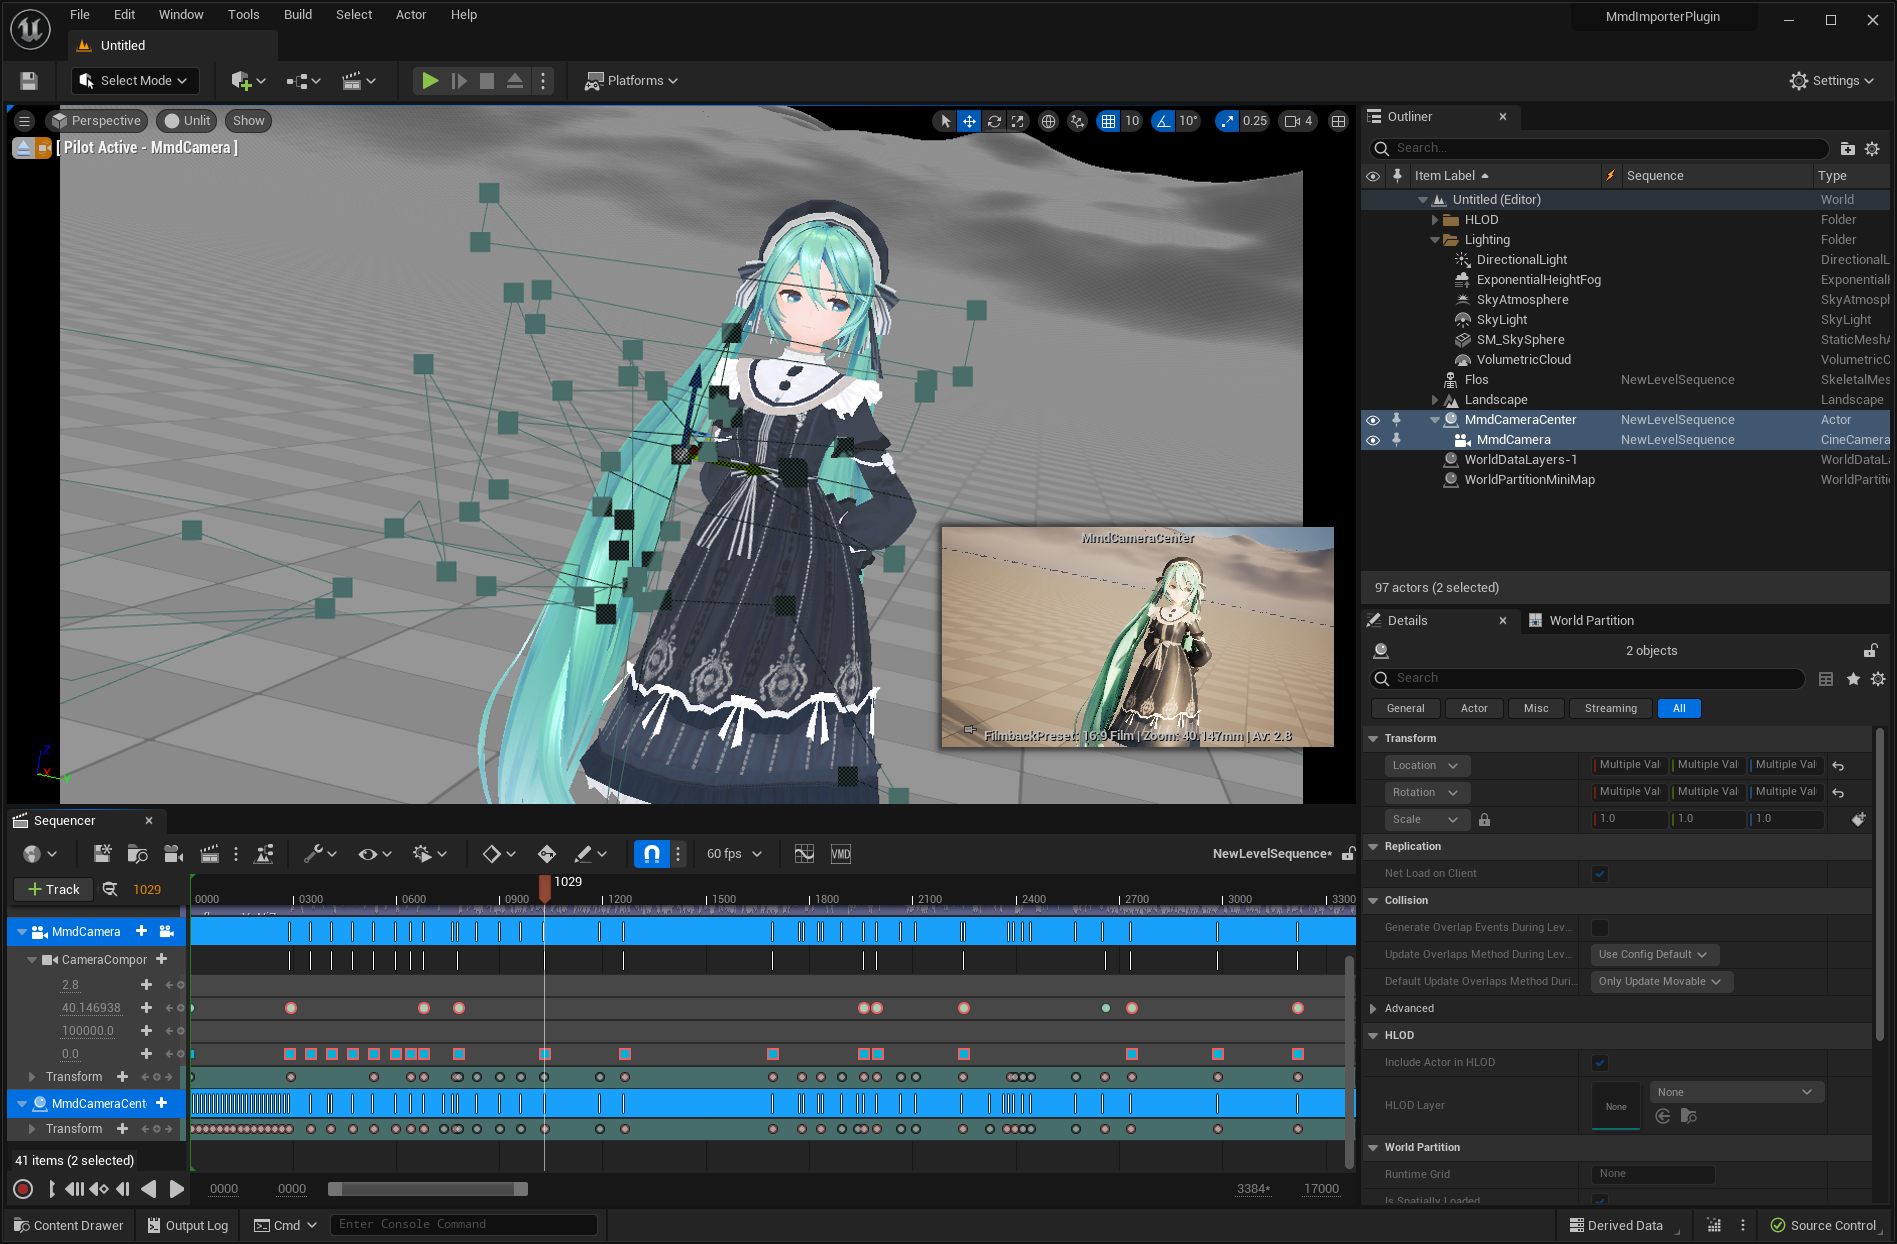 File Edit Window Tools Build Select Actor Help
MmdImporterPlugin
Untitled
Select Mode
Platforms
Settings
Perspective Unlit Show
10 10° 0.25 4
[ Pilot Active - MmdCamera ]
MmdCameraCenter
FilmbackPreset: 16:9 Film | Zoom: 40.147mm | Av: 2.8
Z
X
Y
Outliner
Search...
Item Label Sequence Type
Untitled (Editor) World
HLOD Folder
Lighting Folder
DirectionalLight DirectionalL
ExponentialHeightFog Exponential
SkyAtmosphere SkyAtmosp
SkyLight SkyLight
SM_SkySphere StaticMesh
VolumetricCloud VolumetricC
Flos NewLevelSequence SkeletalMes
Landscape Landscape
MmdCameraCenter NewLevelSequence Actor
MmdCamera NewLevelSequence CineCamera
WorldDataLayers-1 WorldDataL
WorldPartitionMiniMap WorldPartiti
97 actors (2 selected)
Details
World Partition
2 objects
Search
General Actor Misc Streaming All
Transform
Location Multiple Val Multiple Val Multiple Val
Rotation Multiple Val Multiple Val Multiple Val
Scale 1.0 1.0 1.0
Replication
Net Load on Client
Collision
Generate Overlap Events During Lev...
Update Overlaps Method During Lev... Use Config Default
Default Update Overlaps Method Duri... Only Update Movable
Advanced
HLOD
Include Actor in HLOD
HLOD Layer None None
World Partition
Runtime Grid None
Is Spatially Loaded
Sequencer
60 fps
VMD
NewLevelSequence*
Track
1029
1029
0000 0300 0600 0900 1200 1500 1800 2100 2400 2700 3000 3300
MmdCamera
CameraCompor
2.8
40.146938
100000.0
0.0
Transform
MmdCameraCent
Transform
41 items (2 selected)
0000 0000 3384* 17000
Content Drawer Output Log Cmd Enter Console Command
Derived Data Source Control